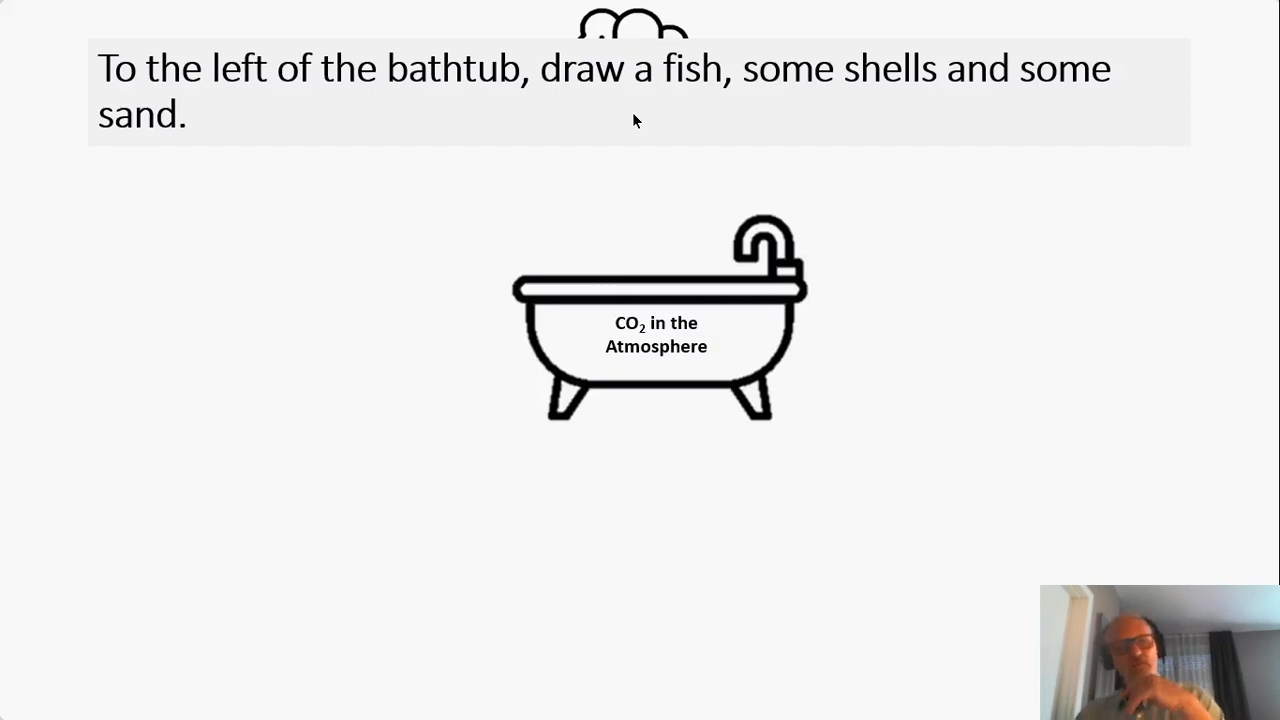 To the left of the bathtub, draw a fish, some shells and some
sand.
CO₂ in the
Atmosphere